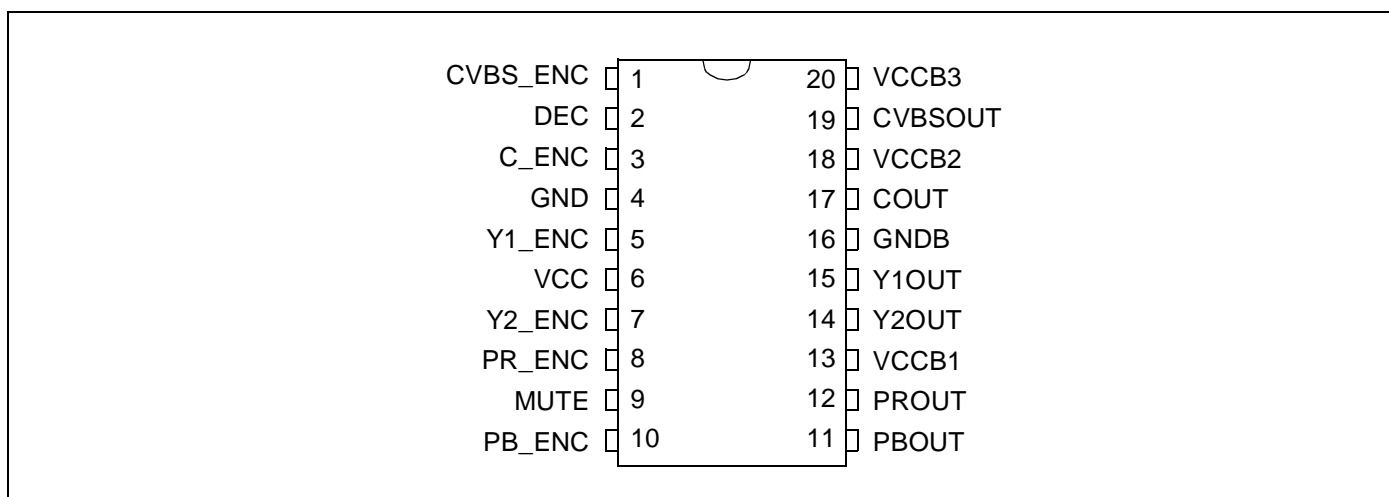 CVBS_ENC 1 20 VCCB3
DEC 2 19 CVBSOUT
C_ENC 3 18 VCCB2
GND 4 17 COUT
Y1_ENC 5 16 GNDB
VCC 6 15 Y1OUT
Y2_ENC 7 14 Y2OUT
PR_ENC 8 13 VCCB1
MUTE 9 12 PROUT
PB_ENC 10 11 PBOUT